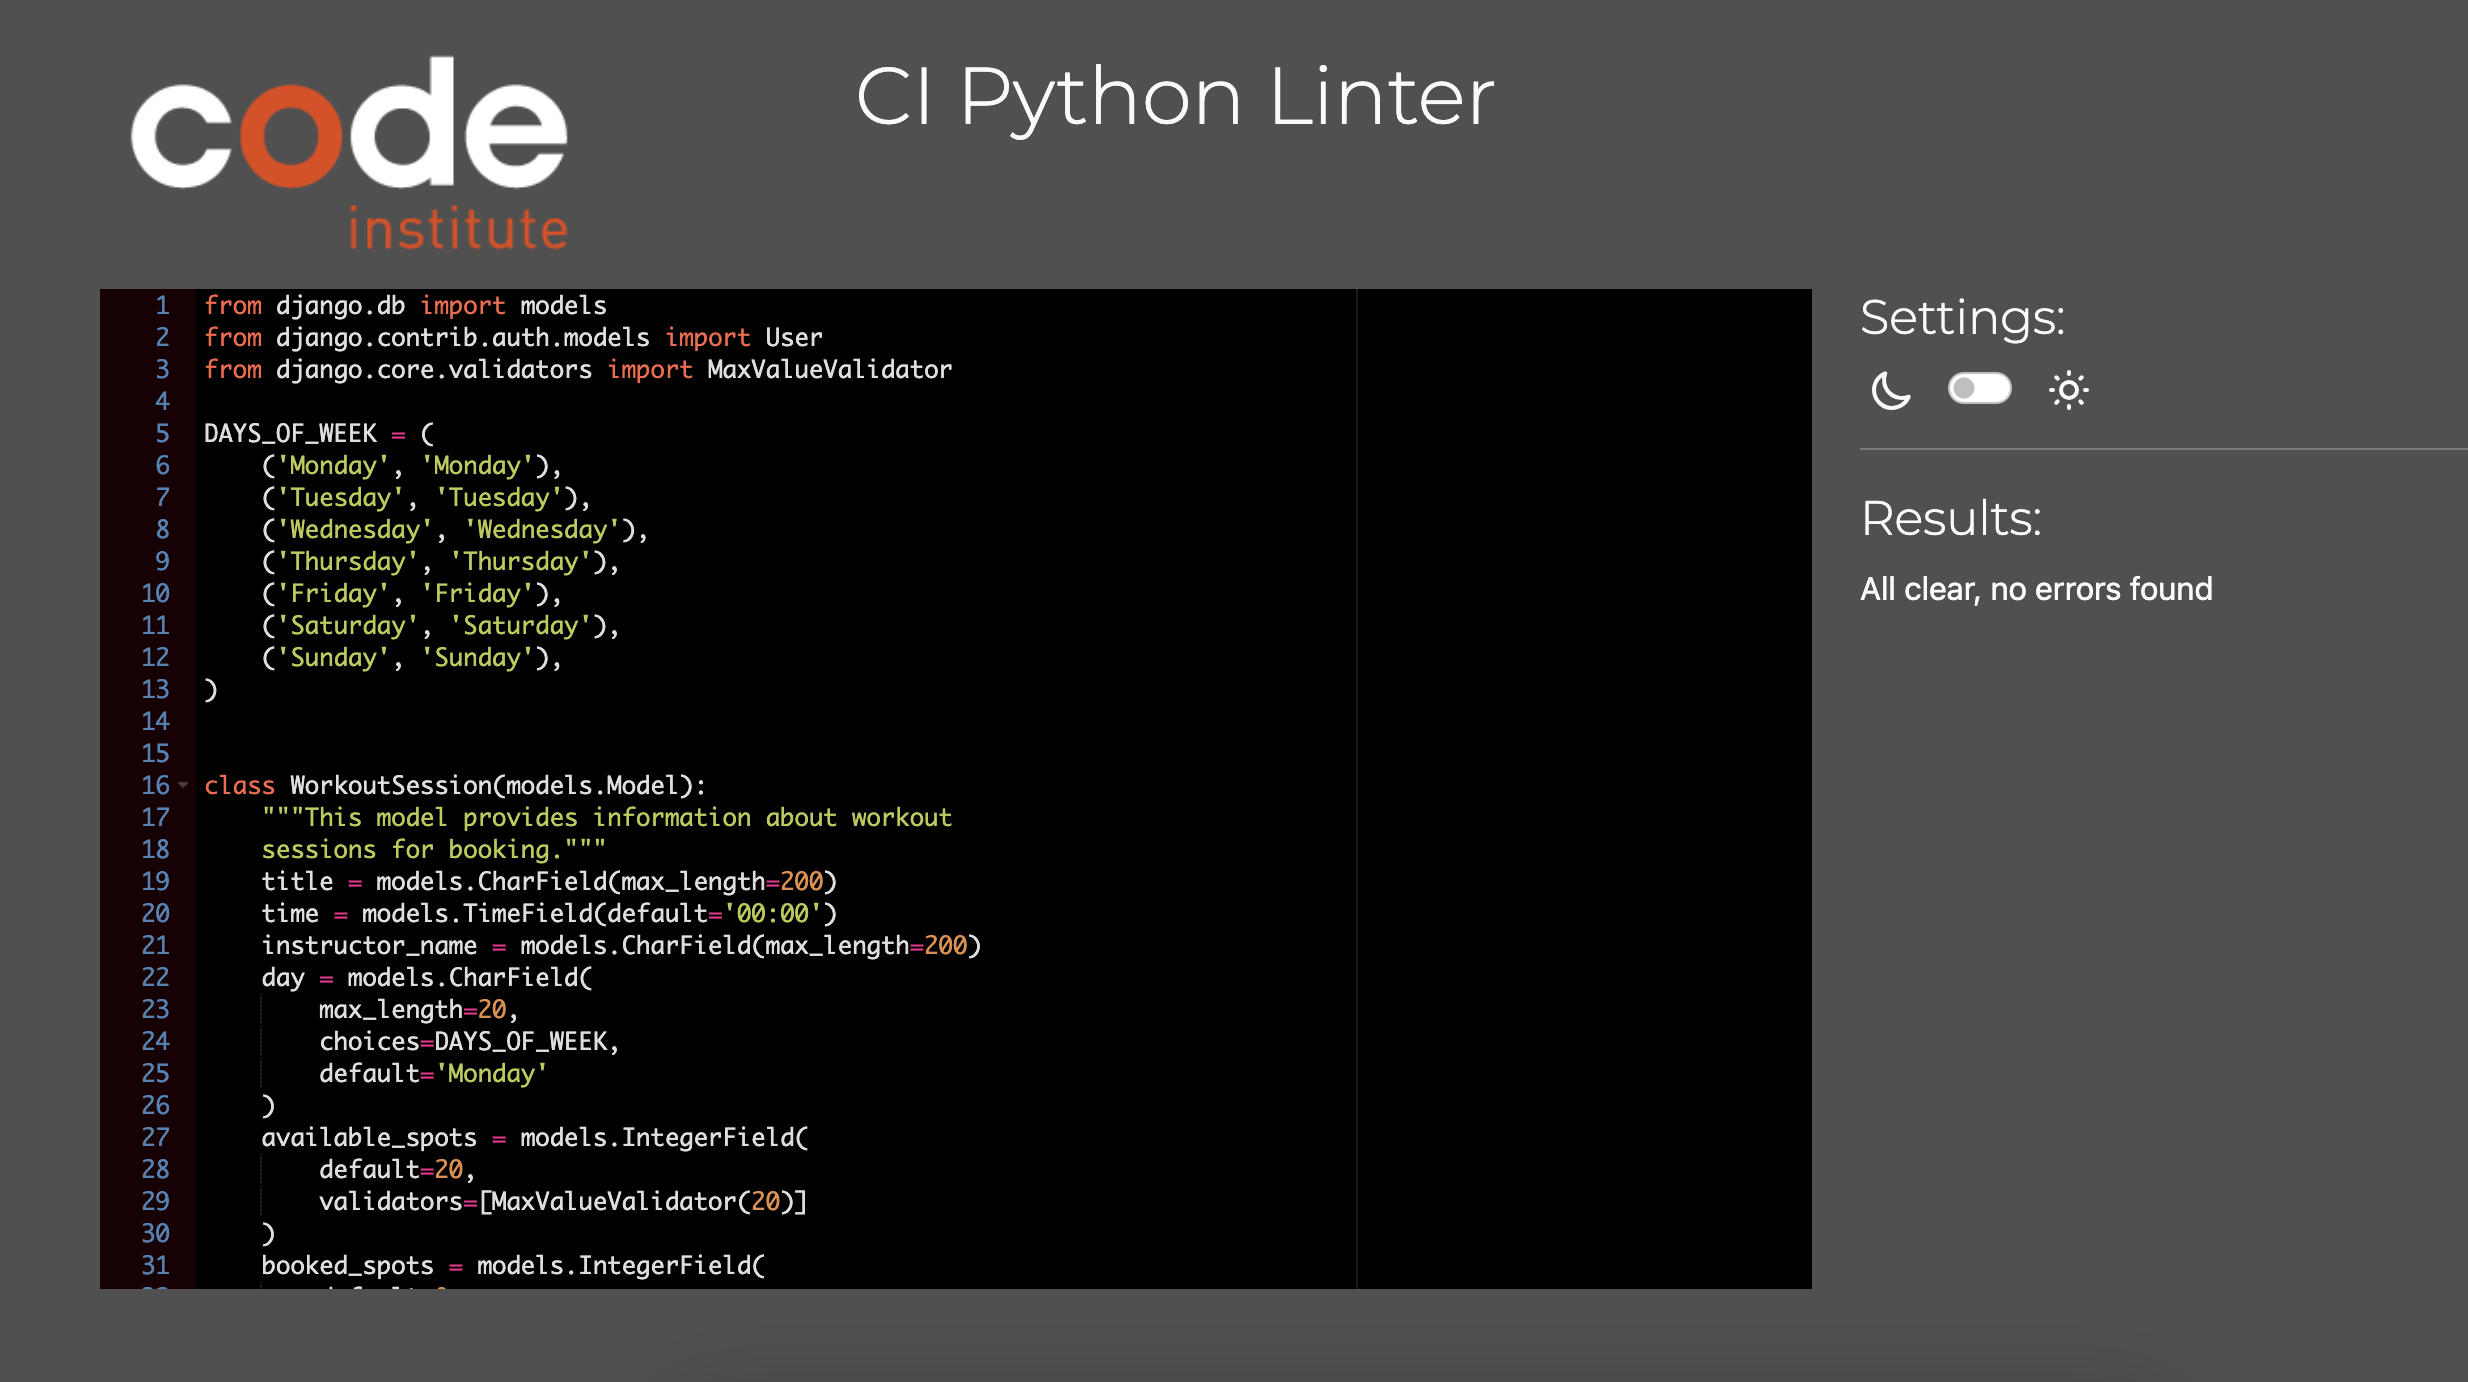 code
institute
CI Python Linter
1 from django.db import models
2 from django.contrib.auth.models import User
3 from django.core.validators import MaxValueValidator
4
5 DAYS_OF_WEEK = (
6     ('Monday', 'Monday'),
7     ('Tuesday', 'Tuesday'),
8     ('Wednesday', 'Wednesday'),
9     ('Thursday', 'Thursday'),
10     ('Friday', 'Friday'),
11     ('Saturday', 'Saturday'),
12     ('Sunday', 'Sunday'),
13 )
14
15
16 class WorkoutSession(models.Model):
17     """This model provides information about workout
18     sessions for booking."""
19     title = models.CharField(max_length=200)
20     time = models.TimeField(default='00:00')
21     instructor_name = models.CharField(max_length=200)
22     day = models.CharField(
23         max_length=20,
24         choices=DAYS_OF_WEEK,
25         default='Monday'
26     )
27     available_spots = models.IntegerField(
28         default=20,
29         validators=[MaxValueValidator(20)]
30     )
31     booked_spots = models.IntegerField(
Settings:
Results:
All clear, no errors found